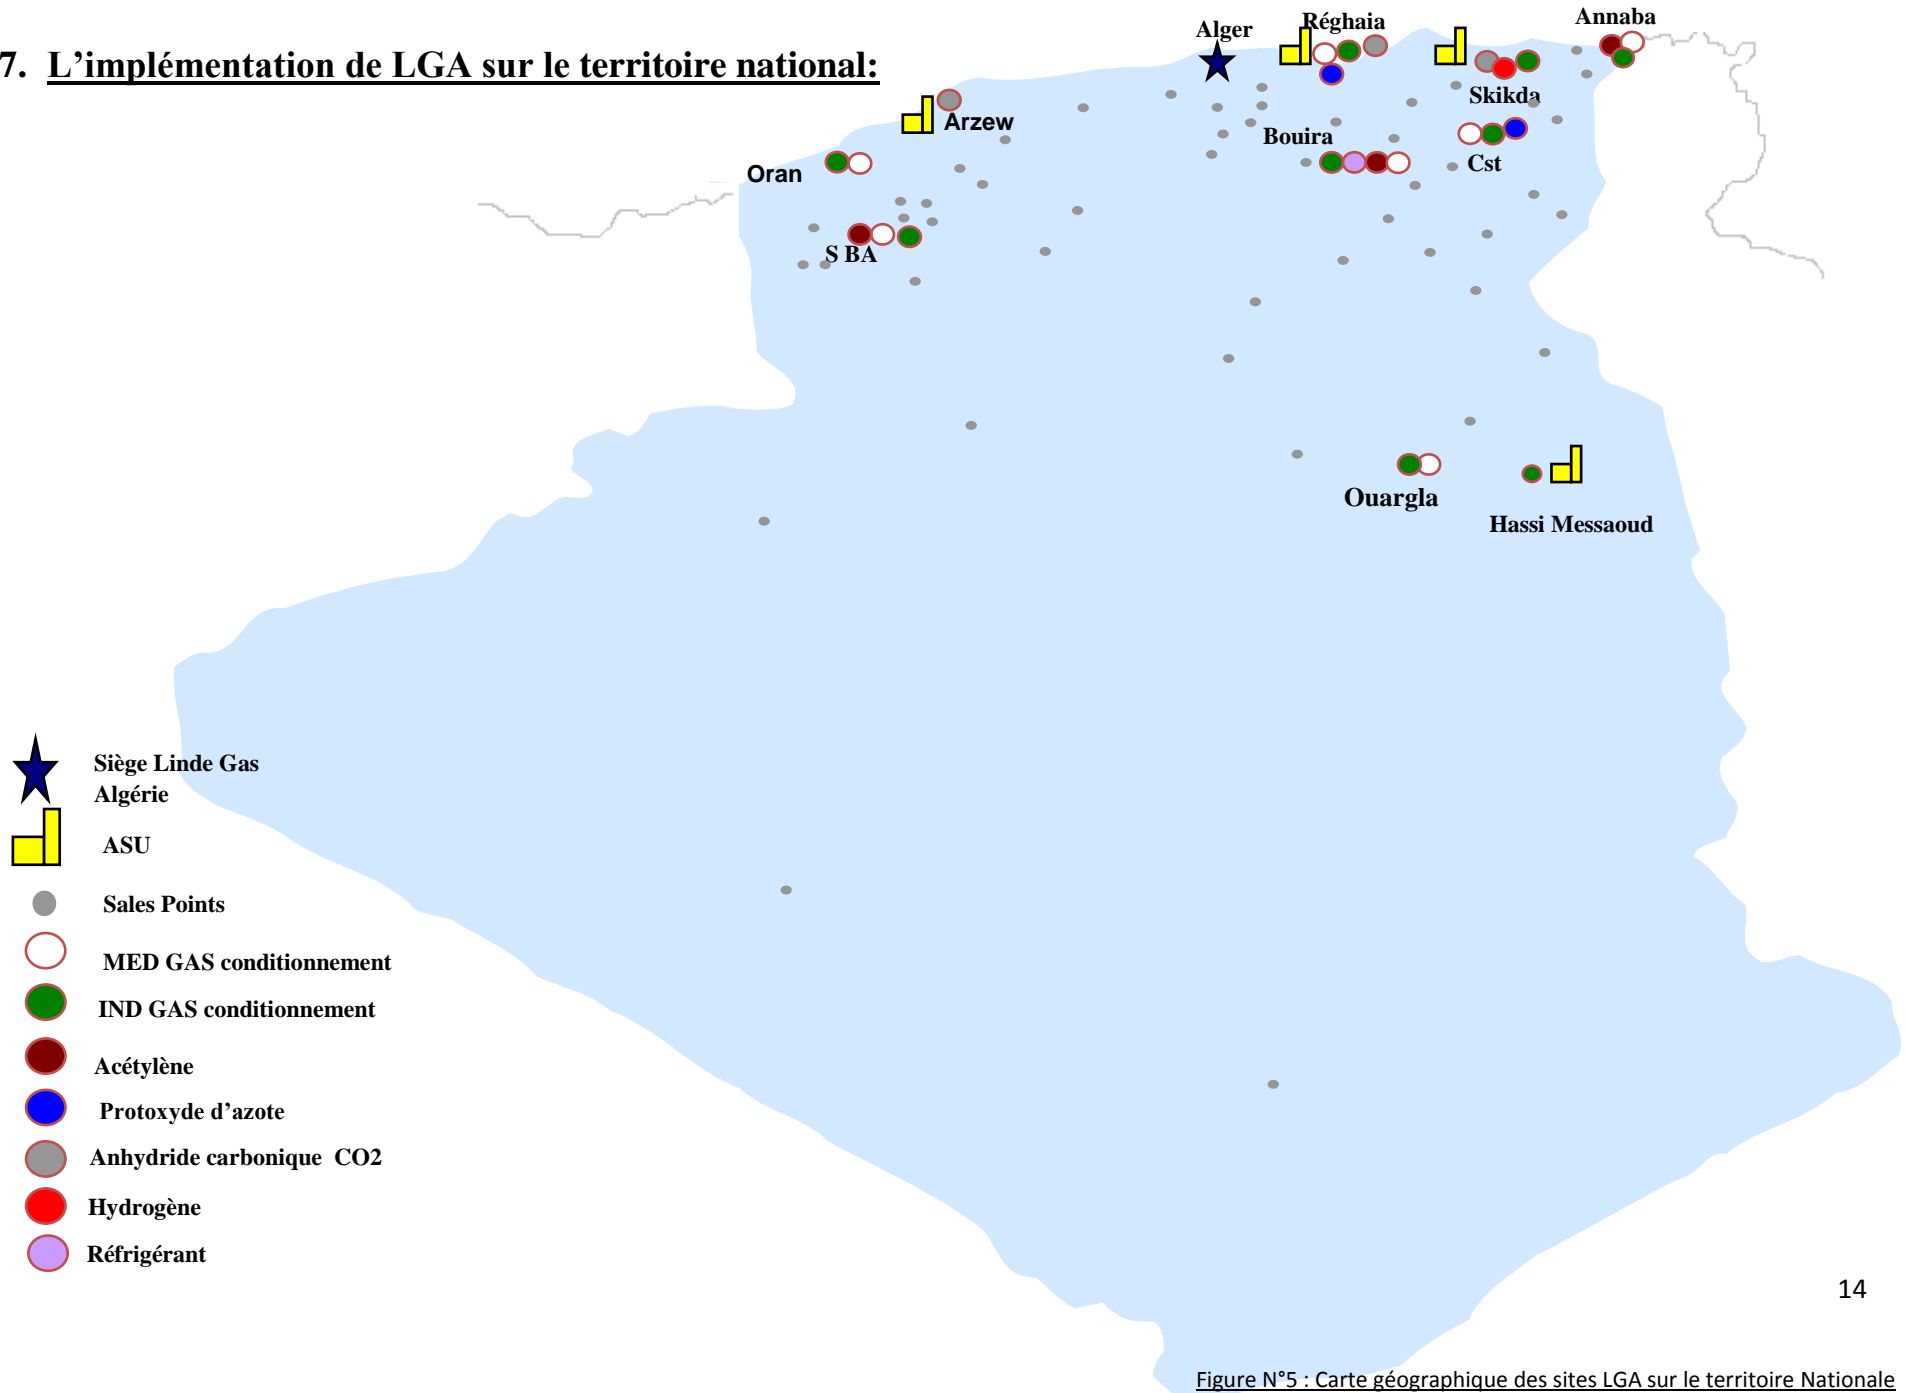 7. L'implémentation de LGA sur le territoire national:
Alger
Réghaia
Annaba
Skikda
Arzew
Bouira
Cst
Oran
S BA
Ouargla
Hassi Messaoud
Siège Linde Gas
Algérie
ASU
Sales Points
MED GAS conditionnement
IND GAS conditionnement
Acétylène
Protoxyde d’azote
Anhydride carbonique CO2
Hydrogène
Réfrigérant
14
Figure N°5 : Carte géographique des sites LGA sur le territoire Nationale